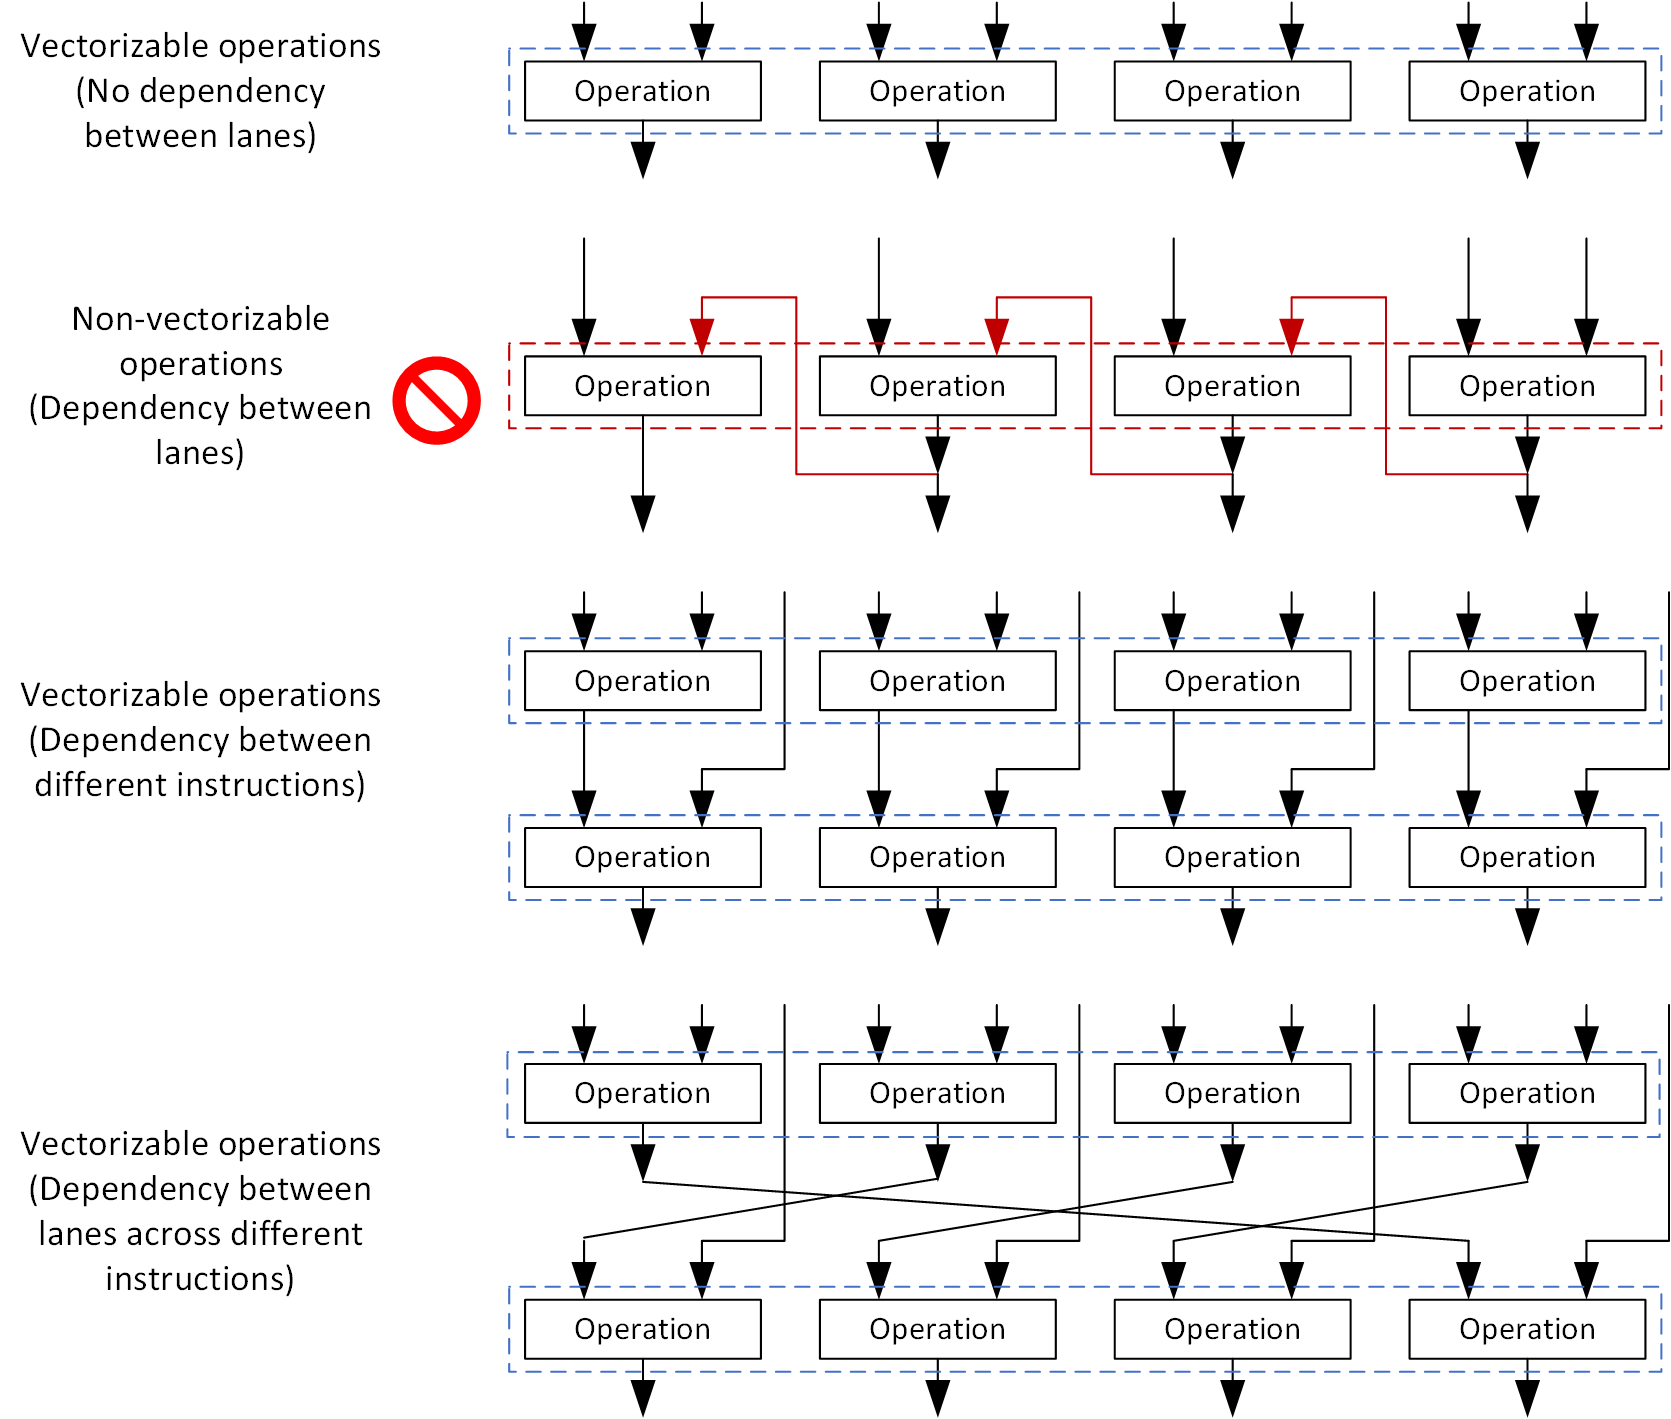 Vectorizable operations
(No dependency
between lanes)
Operation Operation Operation Operation
Non-vectorizable
operations
(Dependency between
lanes)
Operation Operation Operation Operation
Vectorizable operations
(Dependency between
different instructions)
Operation Operation Operation Operation
Operation Operation Operation Operation
Vectorizable operations
(Dependency between
lanes across different
instructions)
Operation Operation Operation Operation
Operation Operation Operation Operation